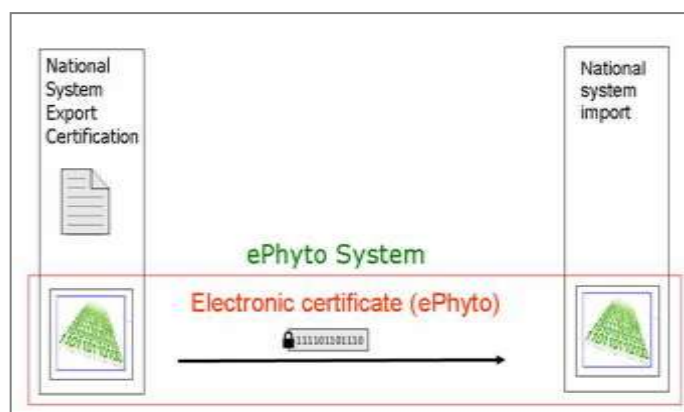 National
System
Export
Certification
National
system
import
ePhyto System
Electronic certificate (ePhyto)
111101101110